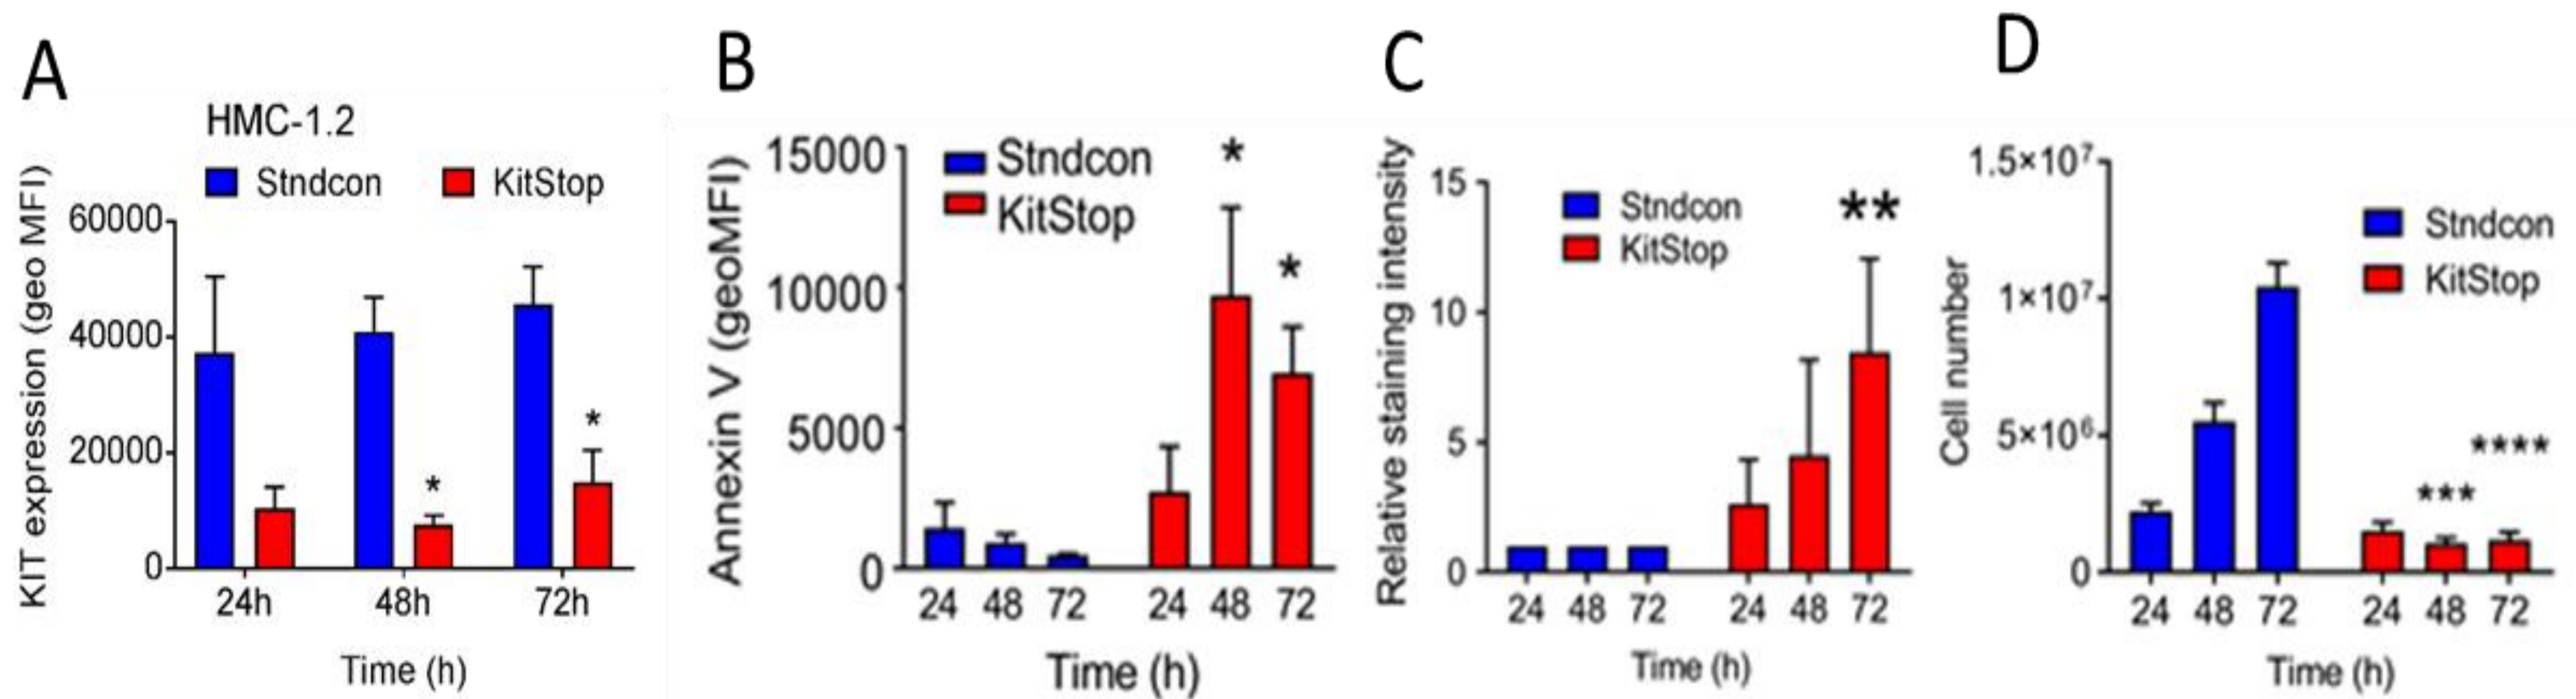 A
HMC-1.2
Stndcon KitStop
KIT expression (geo MFI)
60000
40000
20000
0
*
*
24h 48h 72h
Time (h)
B
Annexin V (geoMFI)
15000
10000
5000
0
Stndcon
KitStop
*
*
24 48 72 24 48 72
Time (h)
C
Relative staining intensity
15
10
5
0
Stndcon
KitStop
**
24 48 72 24 48 72
Time (h)
D
Cell number
1.5×10⁷
1×10⁷
5×10⁶
0
Stndcon
KitStop
***
****
24 48 72 24 48 72
Time (h)